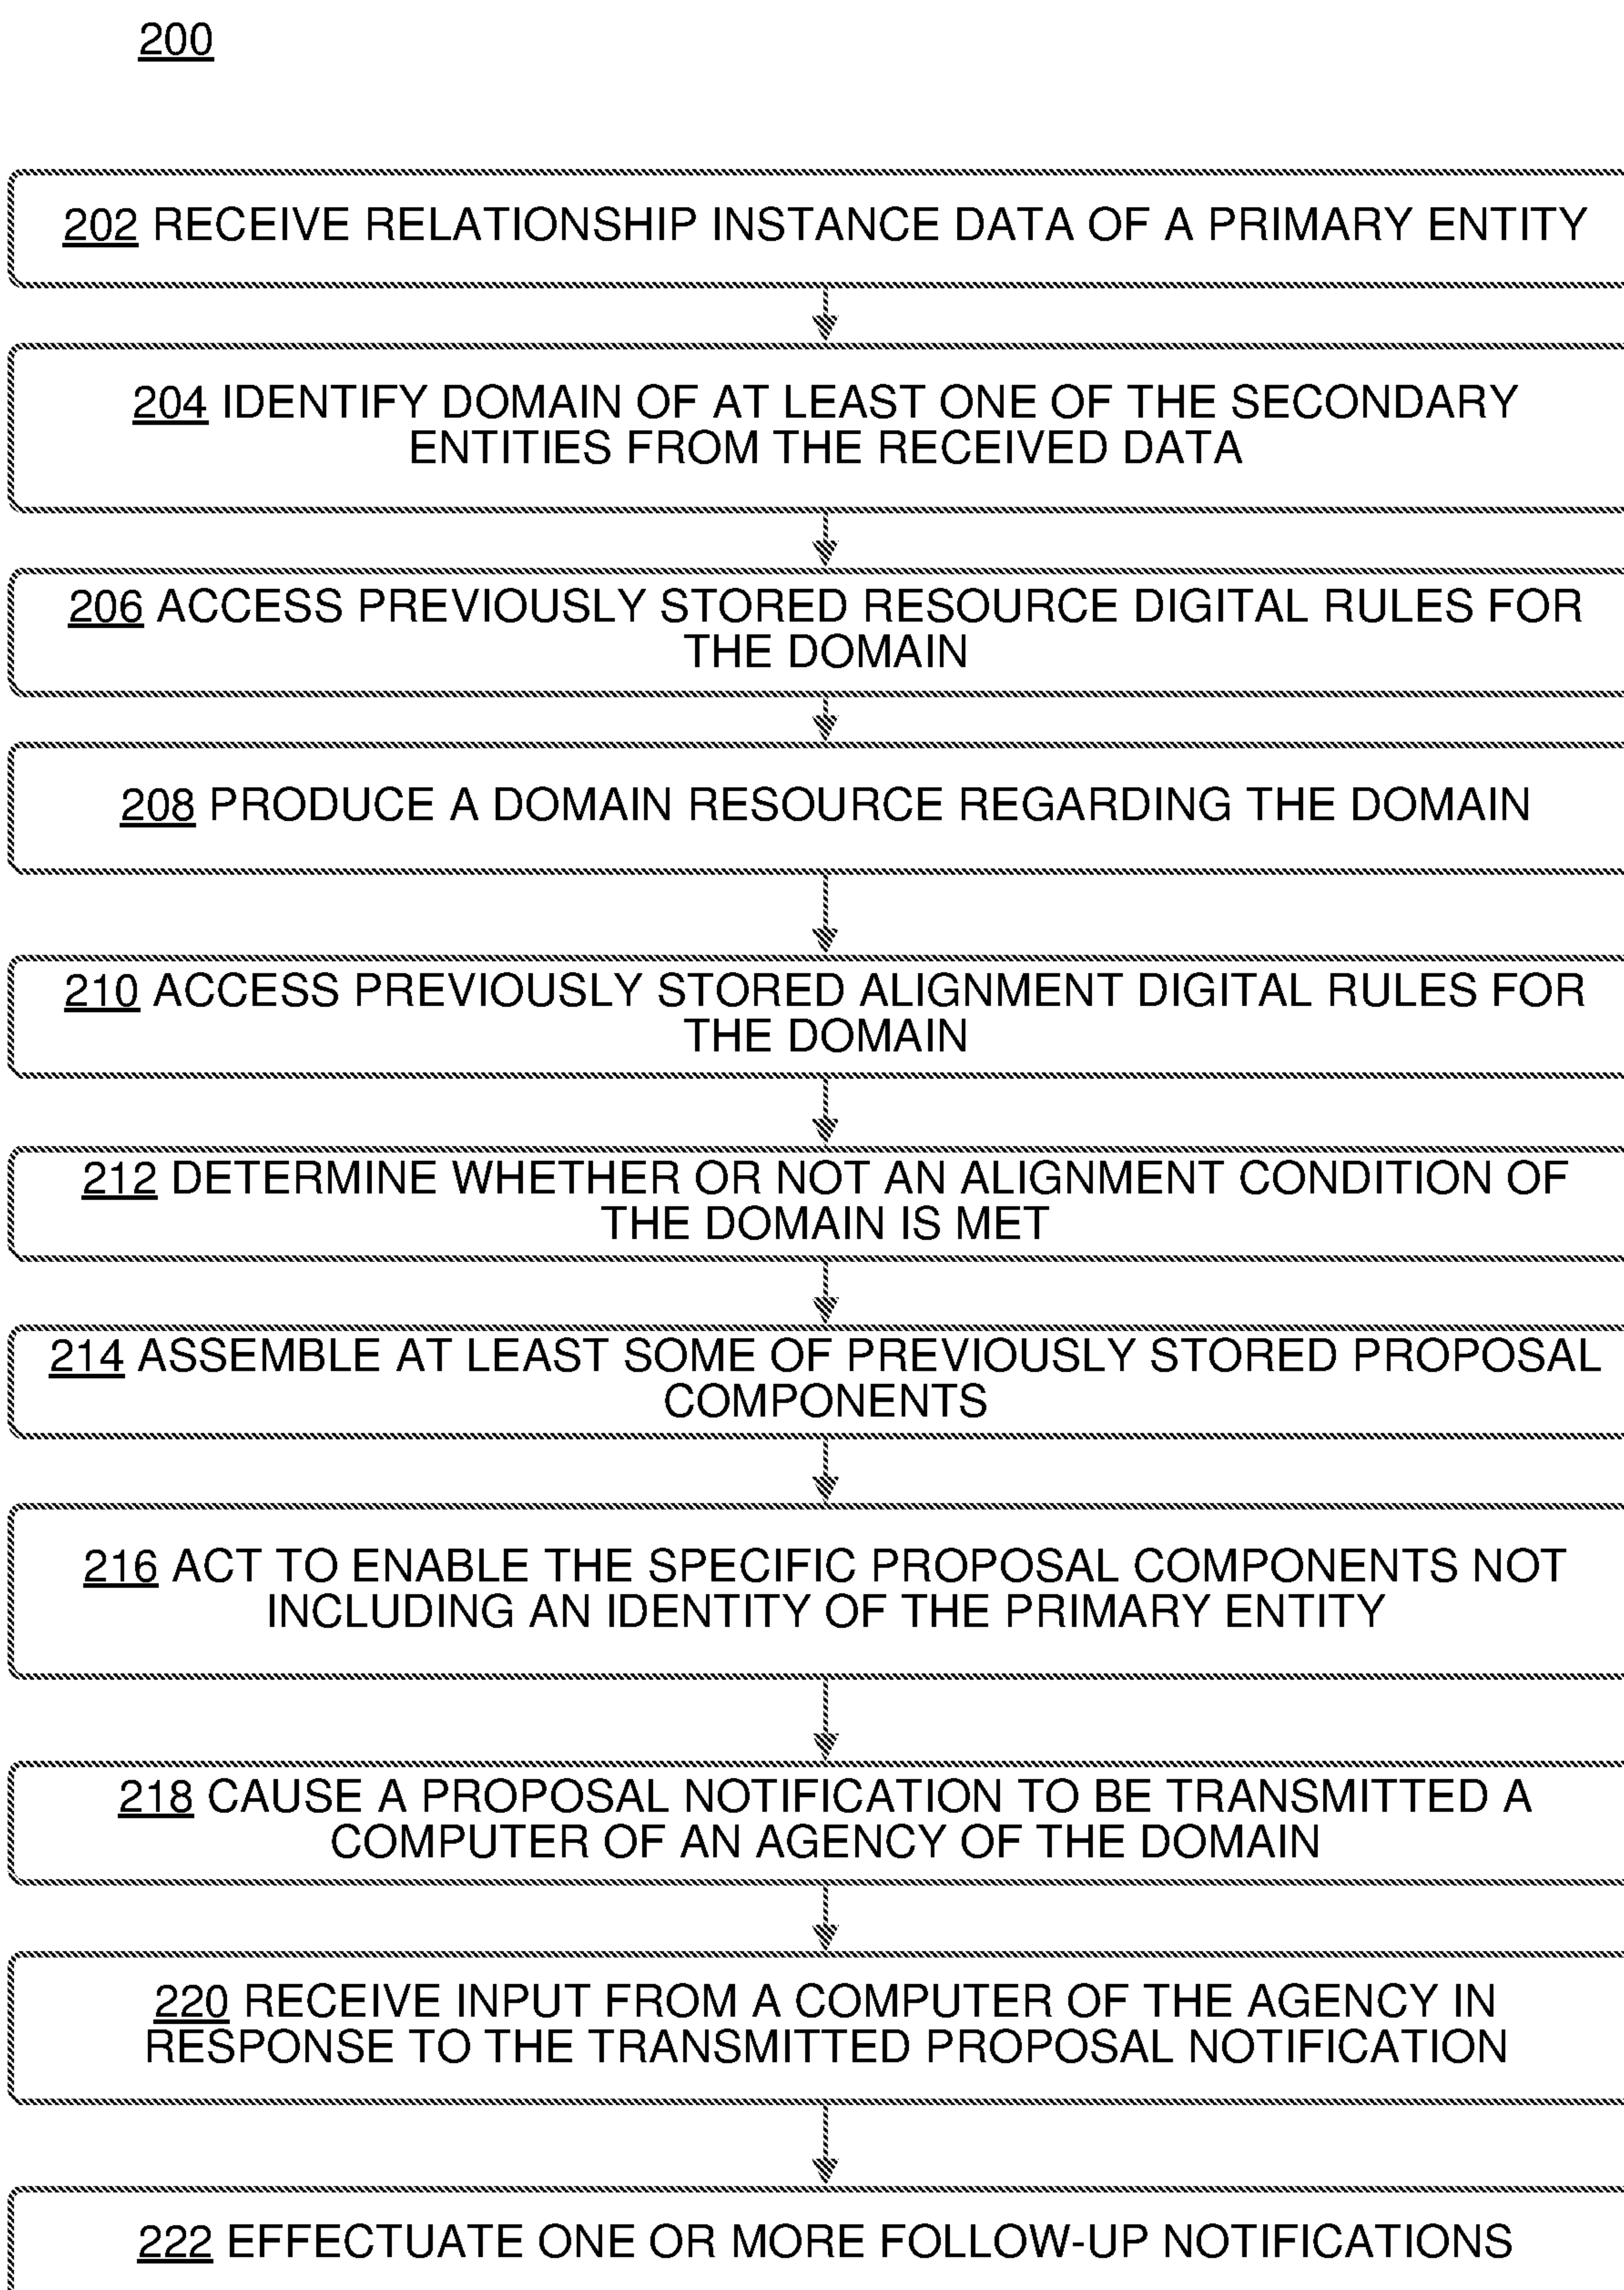 200
202 RECEIVE RELATIONSHIP INSTANCE DATA OF A PRIMARY ENTITY
204 IDENTIFY DOMAIN OF AT LEAST ONE OF THE SECONDARY
ENTITIES FROM THE RECEIVED DATA
206 ACCESS PREVIOUSLY STORED RESOURCE DIGITAL RULES FOR
THE DOMAIN
208 PRODUCE A DOMAIN RESOURCE REGARDING THE DOMAIN
210 ACCESS PREVIOUSLY STORED ALIGNMENT DIGITAL RULES FOR
THE DOMAIN
212 DETERMINE WHETHER OR NOT AN ALIGNMENT CONDITION OF
THE DOMAIN IS MET
214 ASSEMBLE AT LEAST SOME OF PREVIOUSLY STORED PROPOSAL
COMPONENTS
216 ACT TO ENABLE THE SPECIFIC PROPOSAL COMPONENTS NOT
INCLUDING AN IDENTITY OF THE PRIMARY ENTITY
218 CAUSE A PROPOSAL NOTIFICATION TO BE TRANSMITTED A
COMPUTER OF AN AGENCY OF THE DOMAIN
220 RECEIVE INPUT FROM A COMPUTER OF THE AGENCY IN
RESPONSE TO THE TRANSMITTED PROPOSAL NOTIFICATION
222 EFFECTUATE ONE OR MORE FOLLOW-UP NOTIFICATIONS